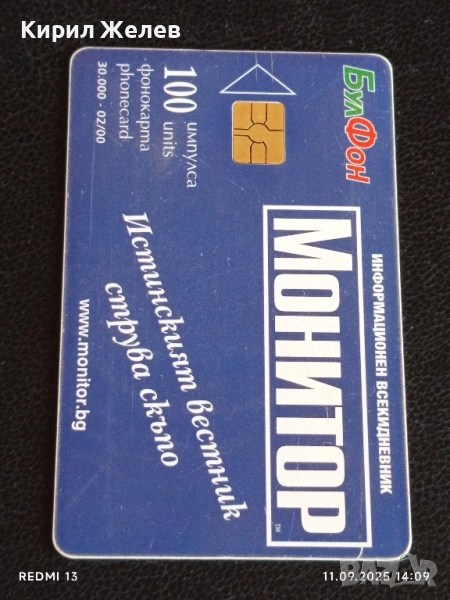 Кирил Желев
БулФон
100 импулса
units
фонокарта
phonecard
30.000 - 02/00
ИНФОРМАЦИОНЕН ВСЕКИДНЕВНИК
МОНИТОР
TM
Истинският вестник
струва скъпо
www.monitor.bg
REDMI 13
11.09.2025 14:09